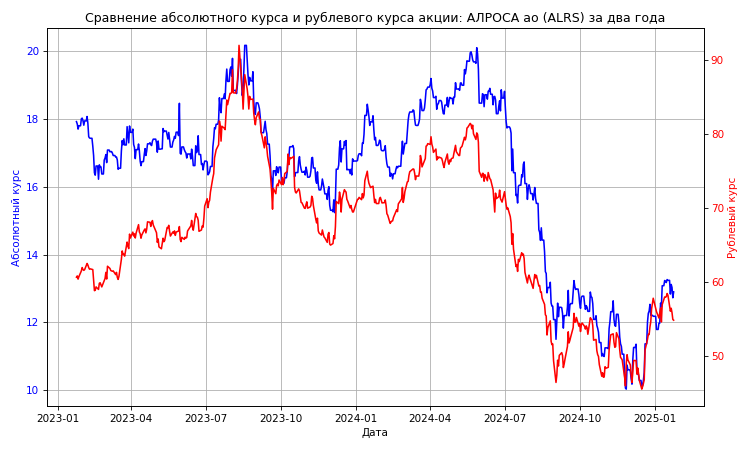 Сравнение абсолютного курса и рублевого курса акции: АЛРОСА ао (ALRS) за два года
20
18
16
14
12
10
Абсолютный курс
90
80
70
60
50
Рублевый курс
2023-01 2023-04 2023-07 2023-10 2024-01 2024-04 2024-07 2024-10 2025-01
Дата